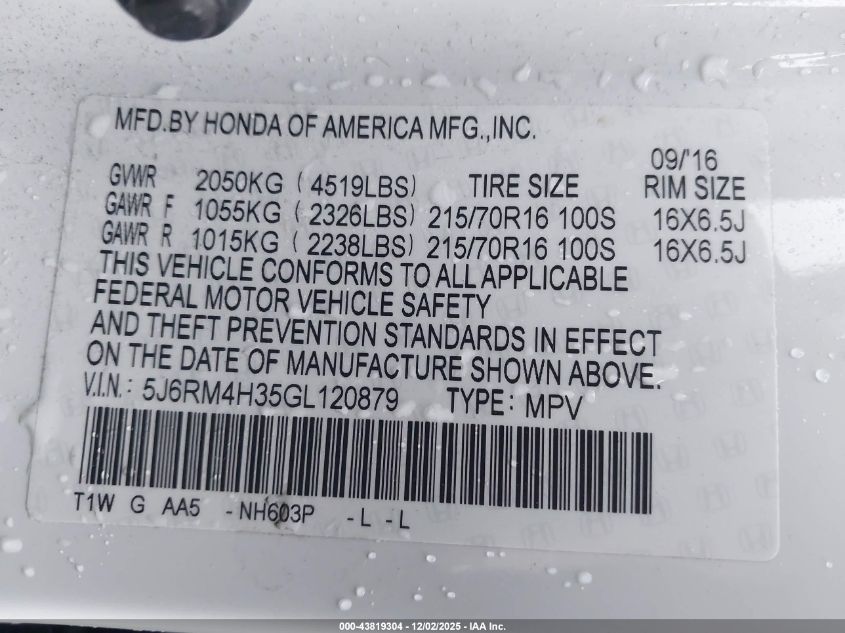 MFD.BY HONDA OF AMERICA MFG.,INC.
09/'16
GVWR 2050KG ( 4519LBS) TIRE SIZE RIM SIZE
GAWR F 1055KG ( 2326LBS) 215/70R16 100S 16X6.5J
GAWR R 1015KG ( 2238LBS) 215/70R16 100S 16X6.5J
THIS VEHICLE CONFORMS TO ALL APPLICABLE
FEDERAL MOTOR VEHICLE SAFETY
AND THEFT PREVENTION STANDARDS IN EFFECT
ON THE DATE OF MANUFACTURE SHOWN ABOVE.
V.I.N.: 5J6RM4H35GL120879 TYPE: MPV
T1W G AA5 -NH603P -L -L
000-43819304 - 12/02/2025 - IAA Inc.